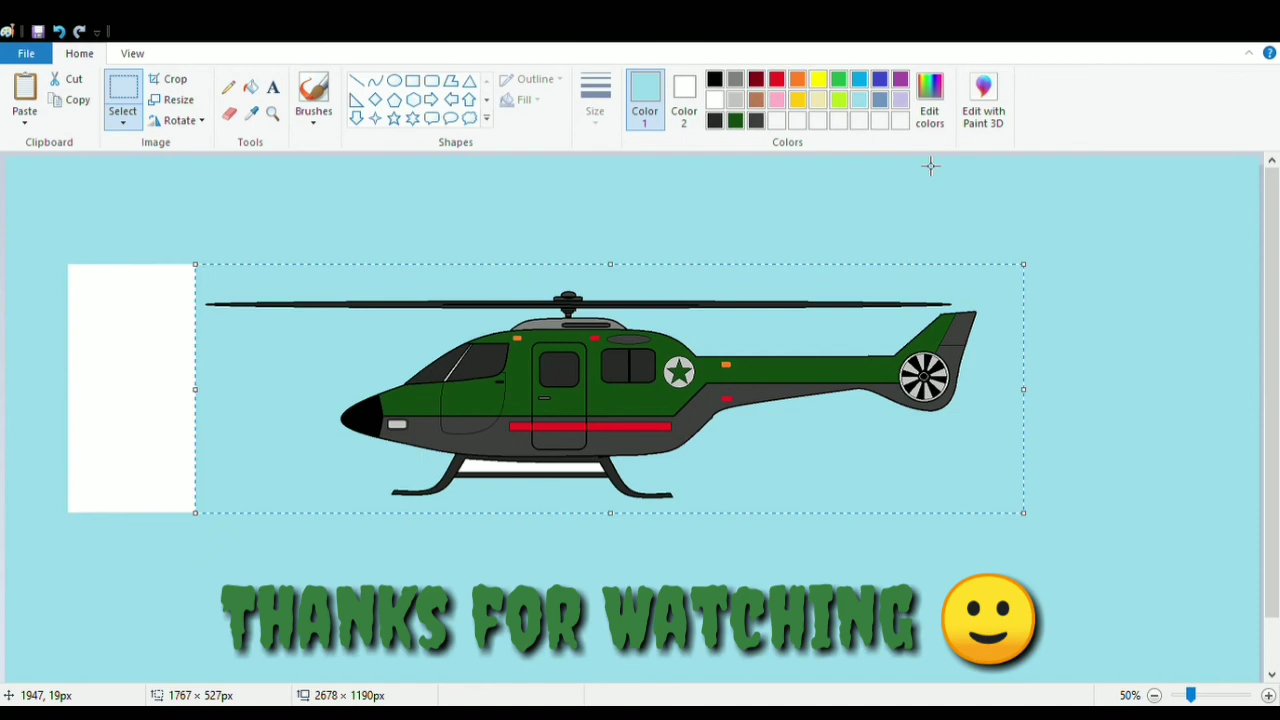 File Home View
Paste
Cut
Copy
Clipboard
Select
Crop
Resize
Rotate
Image
A
Tools
Brushes
Outline
Fill
Shapes
Size
Color 1
Color 2
Edit colors
Colors
Edit with Paint 3D
THANKS FOR WATCHING
1947, 19px 1767 × 527px 2678 × 1190px 50%